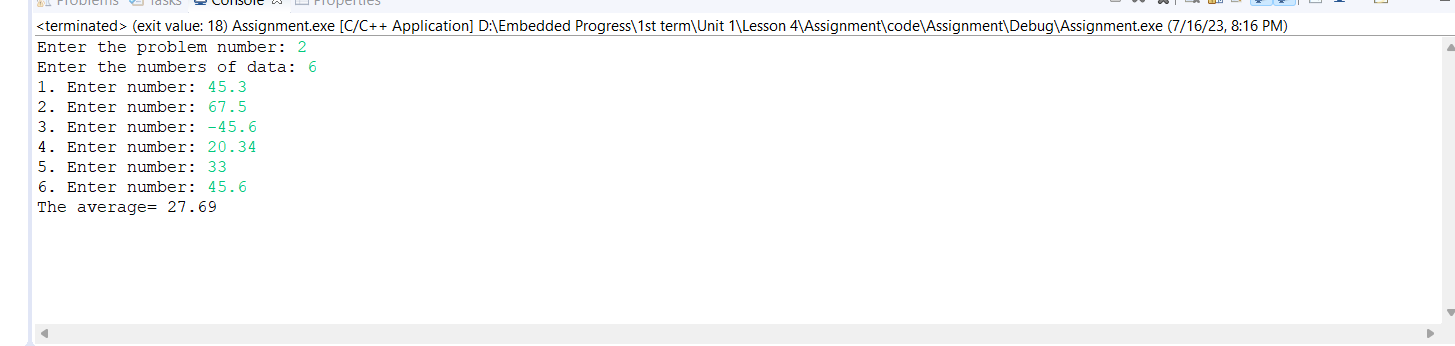 Problems Tasks Console Properties
<terminated> (exit value: 18) Assignment.exe [C/C++ Application] D:\Embedded Progress\1st term\Unit 1\Lesson 4\Assignment\code\Assignment\Debug\Assignment.exe (7/16/23, 8:16 PM)
Enter the problem number: 2
Enter the numbers of data: 6
1. Enter number: 45.3
2. Enter number: 67.5
3. Enter number: -45.6
4. Enter number: 20.34
5. Enter number: 33
6. Enter number: 45.6
The average= 27.69